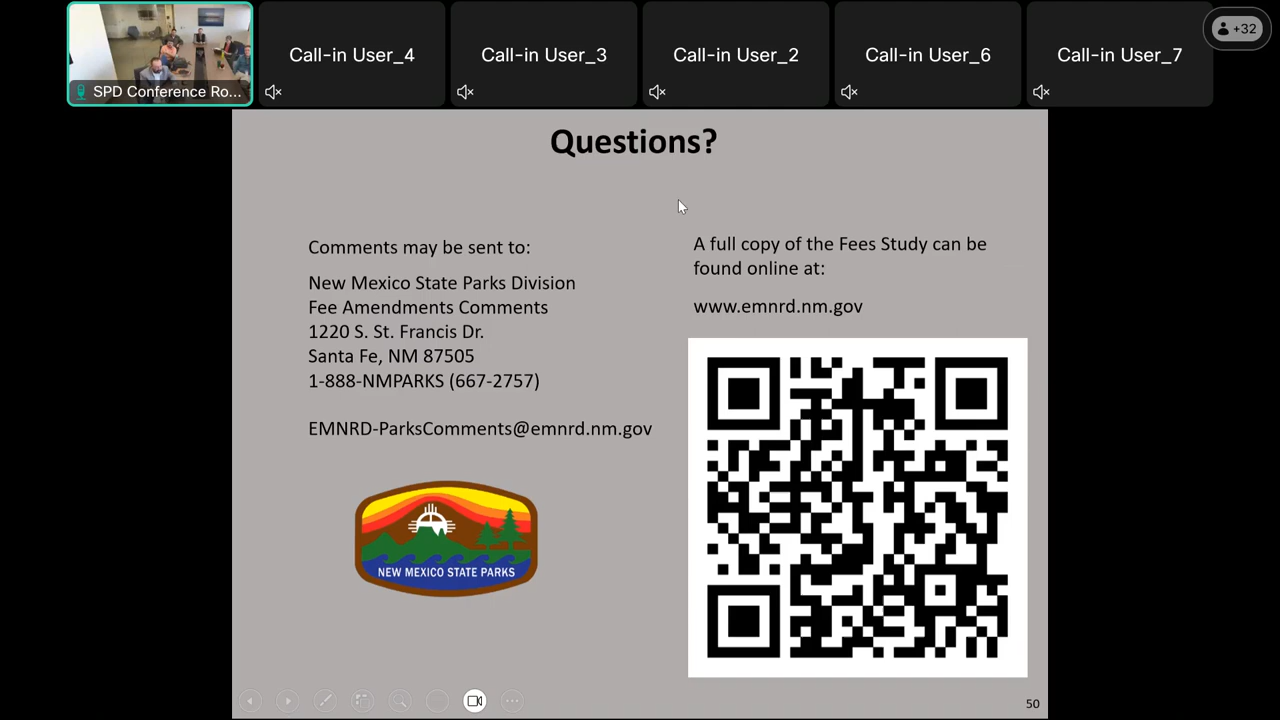 SPD Conference Ro...
Call-in User_4
Call-in User_3
Call-in User_2
Call-in User_6
Call-in User_7
+32
Questions?
Comments may be sent to:
New Mexico State Parks Division
Fee Amendments Comments
1220 S. St. Francis Dr.
Santa Fe, NM 87505
1-888-NMPARKS (667-2757)
EMNRD-ParksComments@emnrd.nm.gov
NEW MEXICO STATE PARKS
A full copy of the Fees Study can be
found online at:
www.emnrd.nm.gov
50